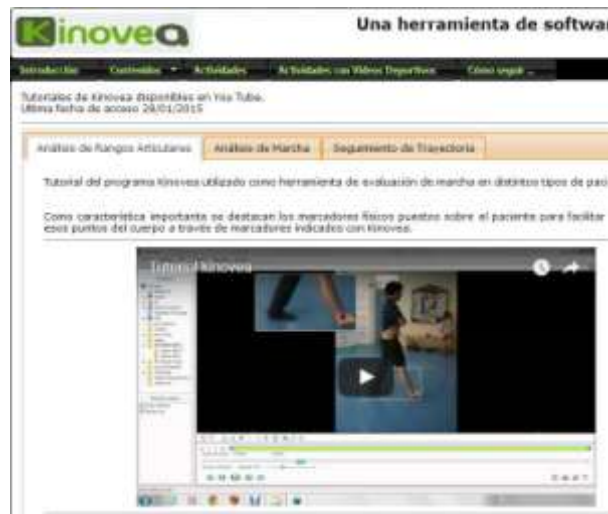 Kinovea
Una herramienta de softwar
Introducción Contenidos Actividades Actividades con Videos Deportivos Cómo seguir ...
Tutoriales de Kinovea disponibles en You Tube.
Última fecha de acceso 28/01/2015
Análisis de Rangos Articulares Análisis de Marcha Seguimiento de Trayectoria
Tutorial del programa Kinovea utilizado como herramienta de evaluación de marcha en distintos tipos de paci
Como característica importante se destacan los marcadores físicos puestos sobre el paciente para facilitar
esos puntos del cuerpo a través de marcadores indicados con Kinovea.
Tutorial kinovea